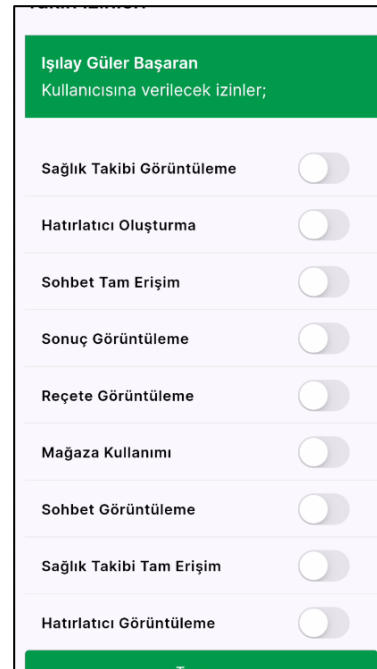 Işılay Güler Başaran
Kullanıcısına verilecek izinler;
Sağlık Takibi Görüntüleme
Hatırlatıcı Oluşturma
Sohbet Tam Erişim
Sonuç Görüntüleme
Reçete Görüntüleme
Mağaza Kullanımı
Sohbet Görüntüleme
Sağlık Takibi Tam Erişim
Hatırlatıcı Görüntüleme